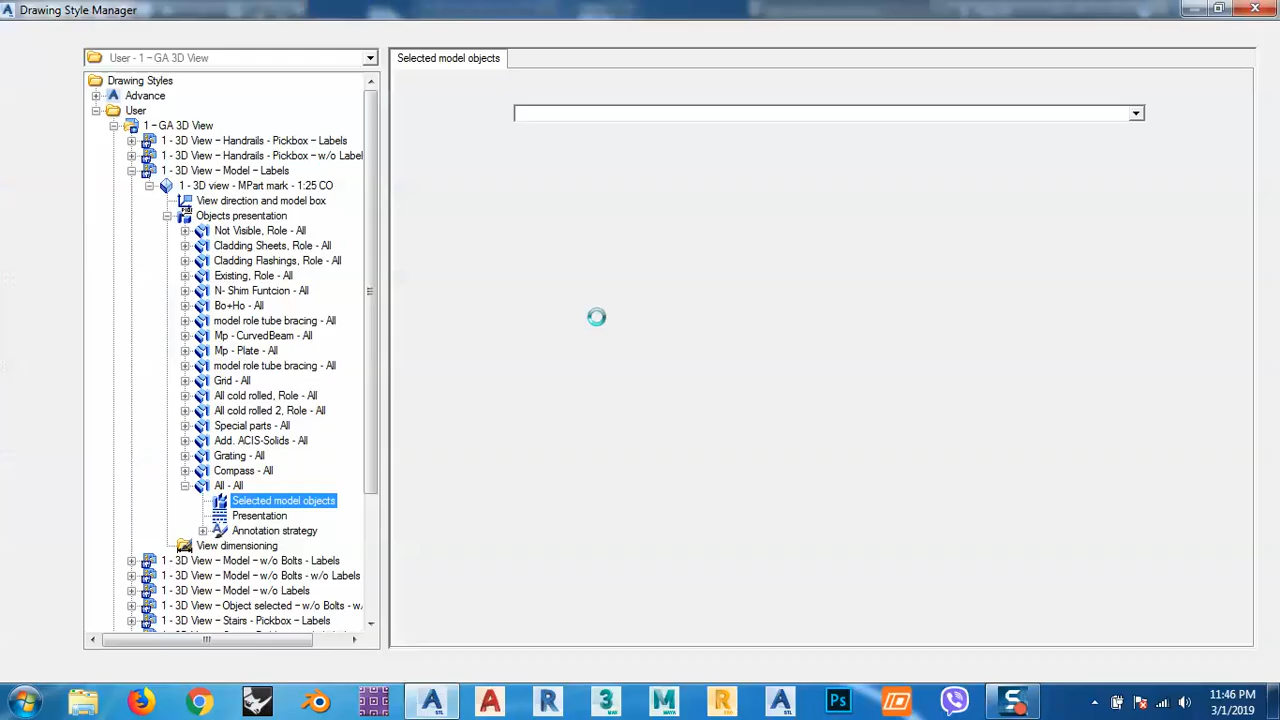 Drawing Style Manager
User - 1 – GA 3D View
Selected model objects
Drawing Styles
Advance
User
1 – GA 3D View
1 - 3D View – Handrails - Pickbox – Labels
1 - 3D View – Handrails - Pickbox – w/o Label
1 - 3D View – Model – Labels
1 - 3D view - MPart mark - 1:25 CO
View direction and model box
Objects presentation
Not Visible, Role - All
Cladding Sheets, Role - All
Cladding Flashings, Role - All
Existing, Role - All
N- Shim Funtcion - All
Bo+Ho - All
model role tube bracing - All
Mp - CurvedBeam - All
Mp - Plate - All
model role tube bracing - All
Grid - All
All cold rolled, Role - All
All cold rolled 2, Role - All
Special parts - All
Add. ACIS-Solids - All
Grating - All
Compass - All
All - All
Selected model objects
Presentation
Annotation strategy
View dimensioning
1 - 3D View – Model – w/o Bolts - Labels
1 - 3D View – Model – w/o Bolts - w/o Labels
1 - 3D View – Model – w/o Labels
1 - 3D View – Object selected – w/o Bolts - w/
1 - 3D View – Stairs - Pickbox – Labels
11:46 PM
3/1/2019